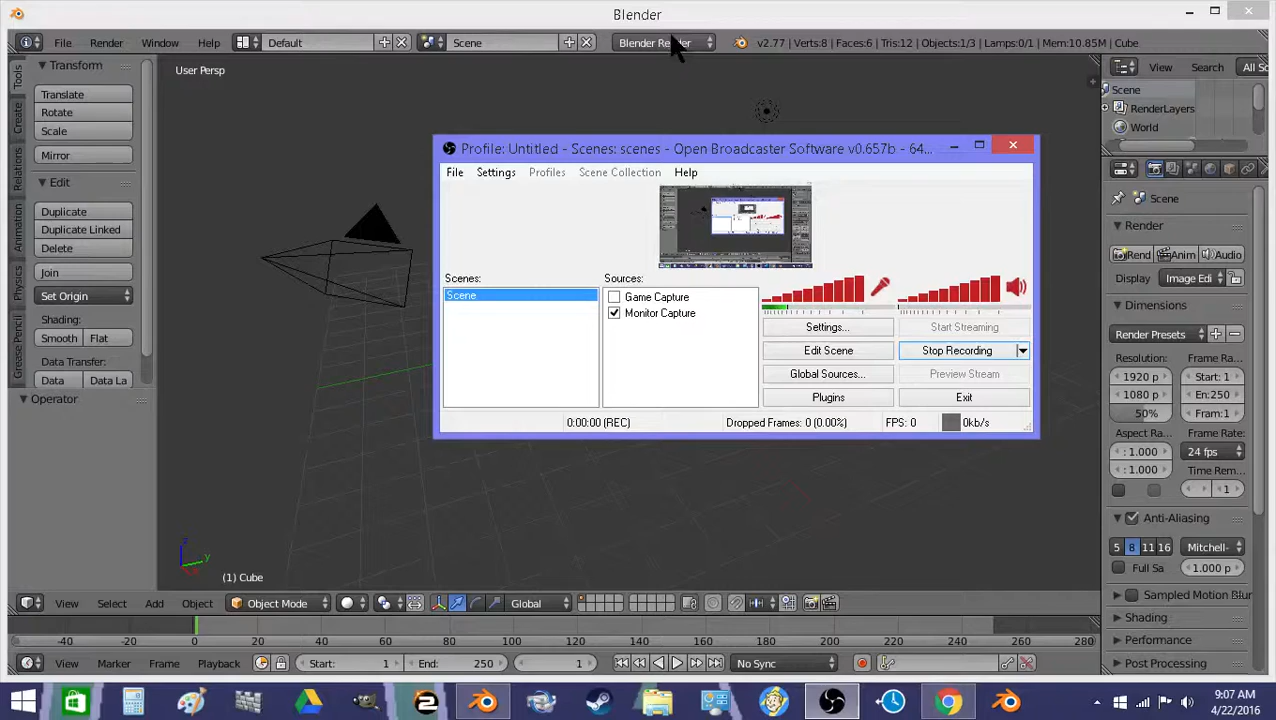 Blender
File Render Window Help Default Scene Blender Render v2.77 | Verts:8 | Faces:6 | Tris:12 | Objects:1/3 | Lamps:0/1 | Mem:10.85M | Cube
Tools
Create
Relations
Animation
Physics
Grease Pencil
Transform
Translate
Rotate
Scale
Mirror
Edit
Duplicate
Duplicate Linked
Delete
Join
Set Origin
Shading:
Smooth Flat
Data Transfer:
Data Data La
Operator
User Persp
Profile: Untitled - Scenes: scenes - Open Broadcaster Software v0.657b - 64...
File Settings Profiles Scene Collection Help
Scenes: Sources:
Scene
Game Capture
Monitor Capture
Settings... Start Streaming
Edit Scene Stop Recording
Global Sources... Preview Stream
Plugins Exit
0:00:00 (REC) Dropped Frames: 0 (0.00%) FPS: 0 0kb/s
z
y
(1) Cube
View Search All Sc
Scene
RenderLayers
World
Scene
Render
Rend Anim Audio
Display Image Edi
Dimensions
Render Presets
Resolution: Frame Ra
1920 p Start: 1
1080 p En:250
50% Fram:1
Aspect Ra Frame Rate:
: 1.000 24 fps
: 1.000 Time Rem
1
Anti-Aliasing
5 8 11 16 Mitchell-
Full Sa 1.000 p
Sampled Motion Blur
Shading
Performance
Post Processing
View Select Add Object Object Mode Global
-40 -20 0 20 40 60 80 100 120 140 160 180 200 220 240 260 280
View Marker Frame Playback Start: 1 End: 250 1 No Sync
9:07 AM
4/22/2016